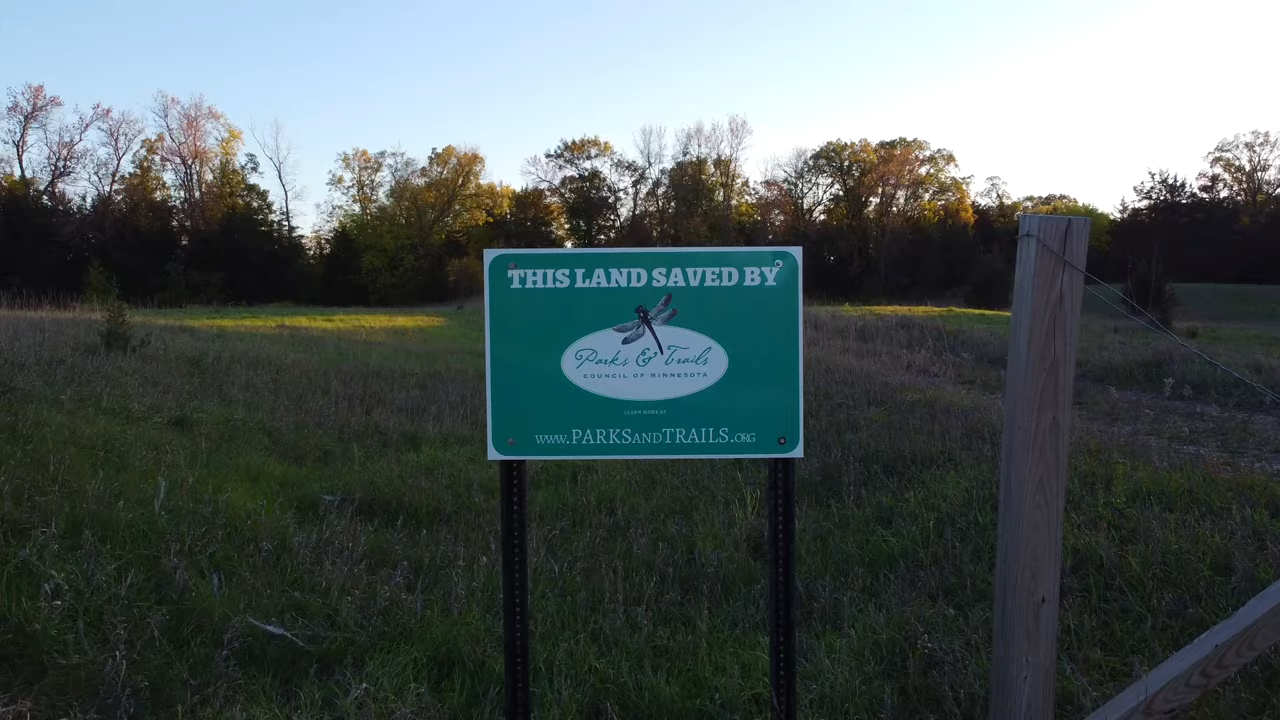 THIS LAND SAVED BY
Parks & Trails
COUNCIL OF MINNESOTA
LEARN MORE AT
www.PARKSANDTRAILS.ORG